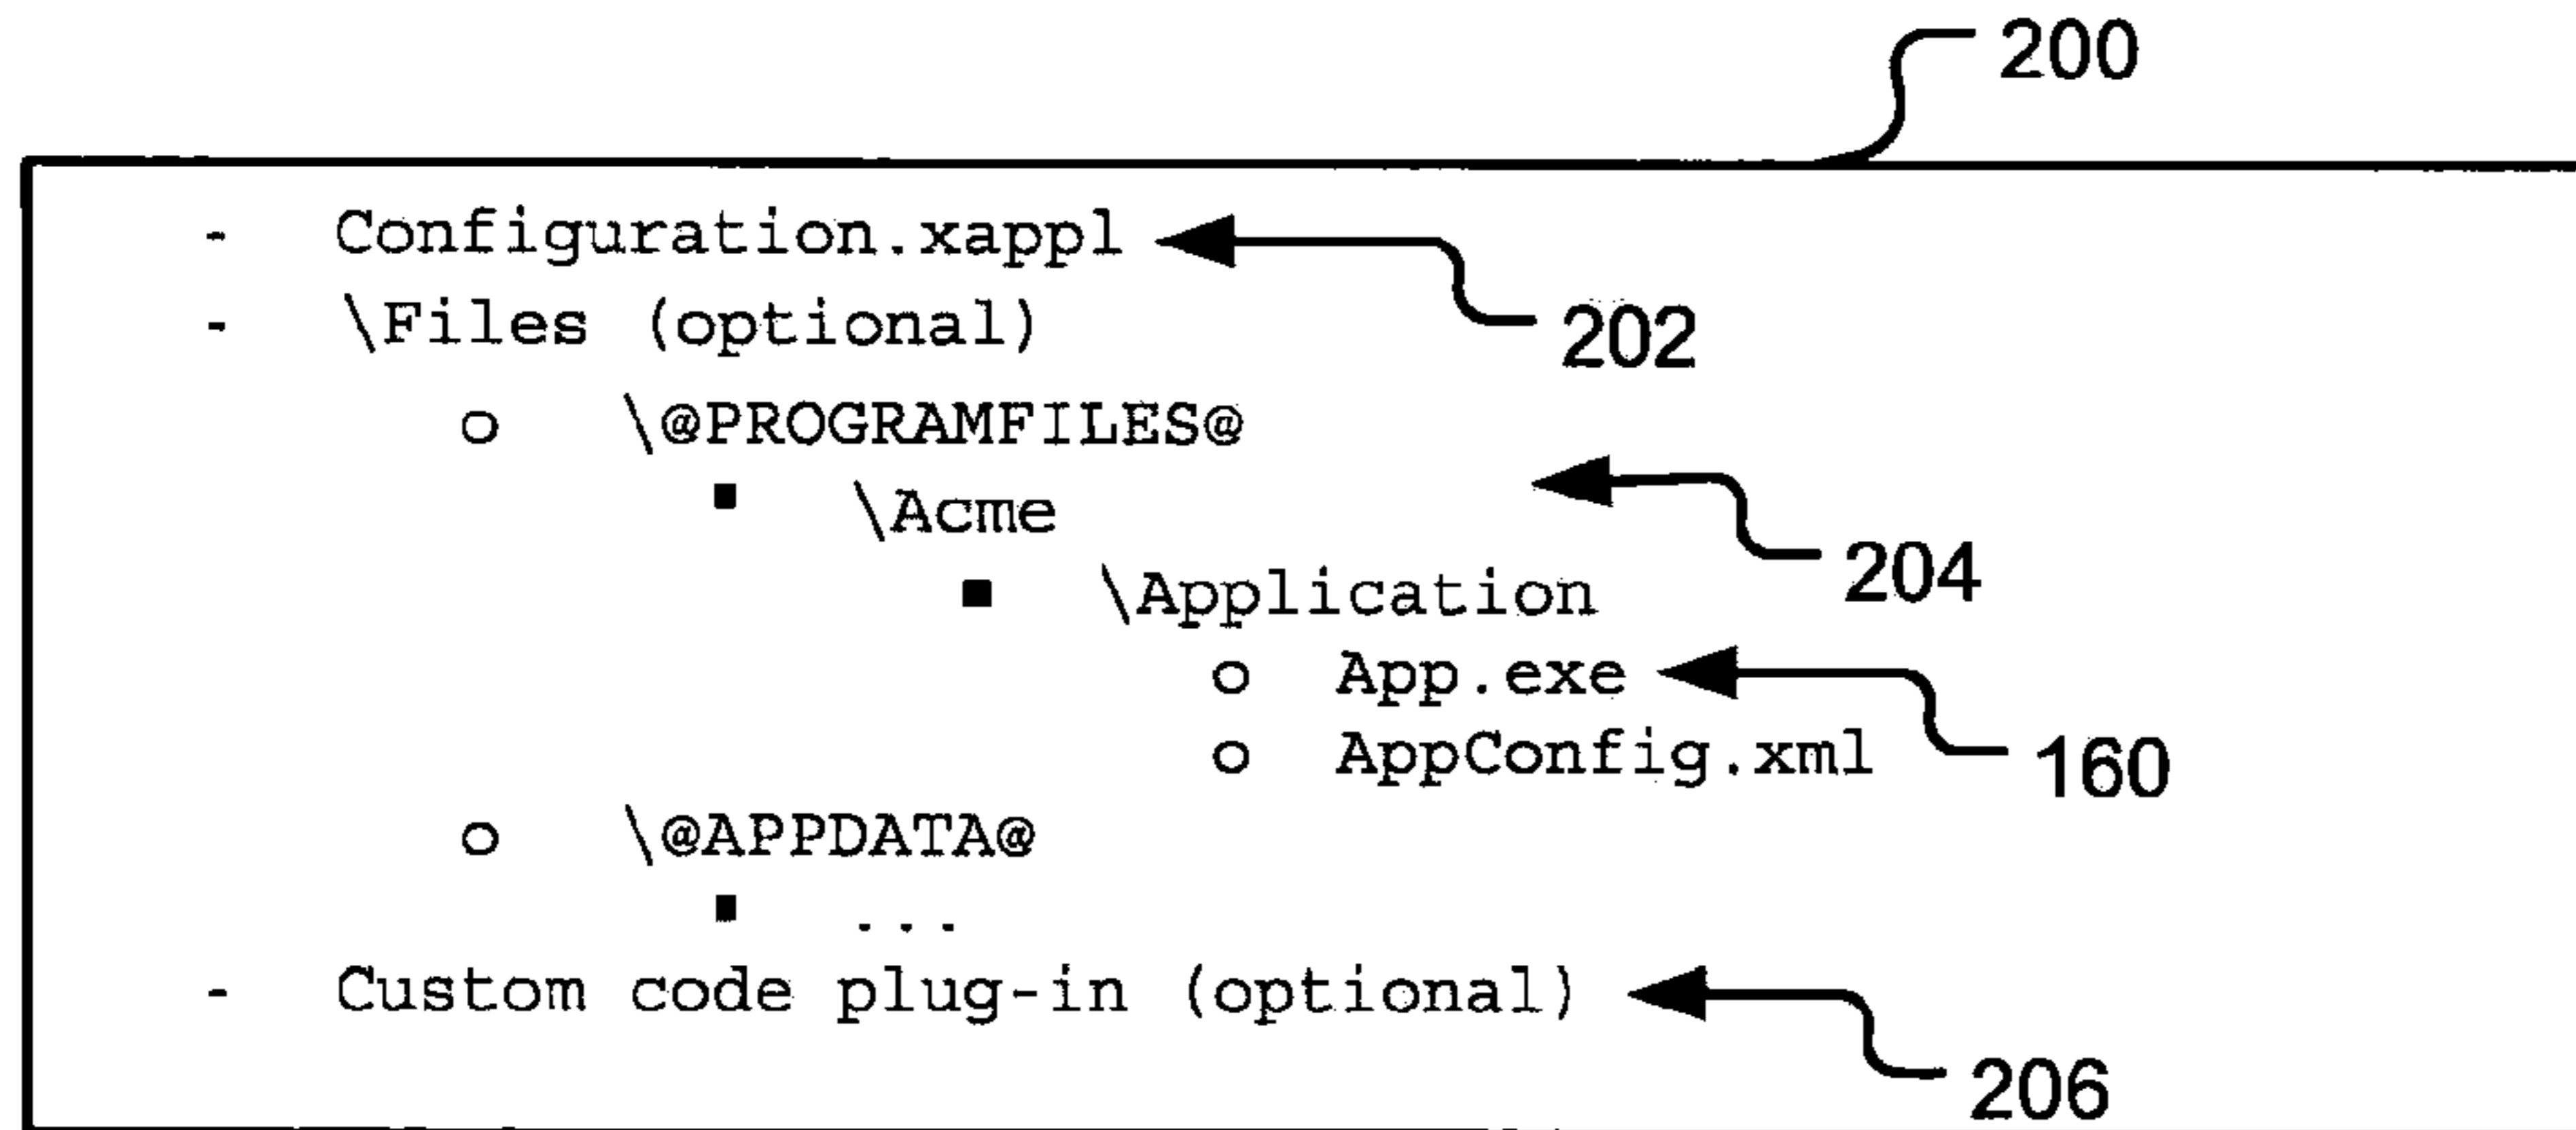 200
- Configuration.xappl
- \Files (optional)
202
o \@PROGRAMFILES@
▪ \Acme
204
▪ \Application
o App.exe
o AppConfig.xml
160
o \@APPDATA@
▪ ...
- Custom code plug-in (optional)
206